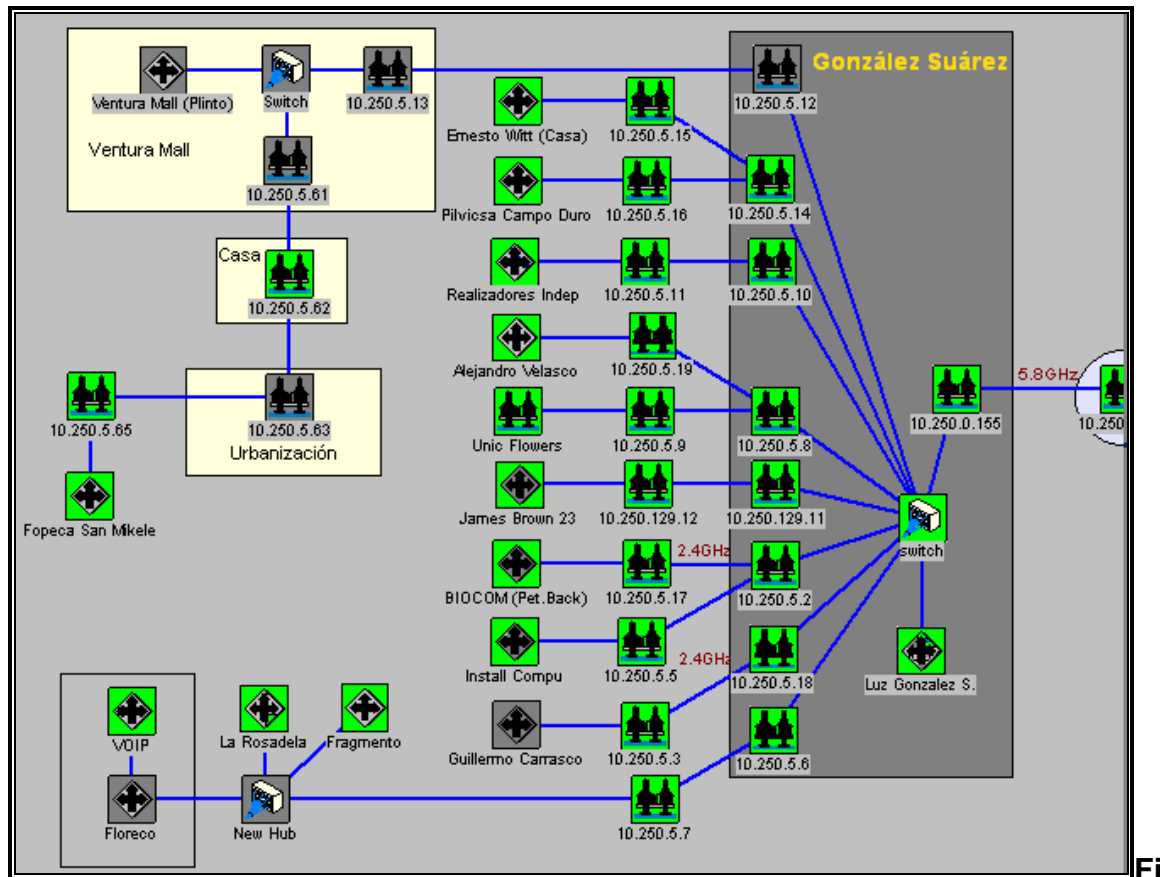 González Suárez
Ventura Mall (Plinto)
Switch
10.250.5.13
10.250.5.12
Ventura Mall
10.250.5.61
Ernesto Witt (Casa)
10.250.5.15
Pilvicsa Campo Duro
10.250.5.16
10.250.5.14
Casa
10.250.5.62
Realizadores Indep
10.250.5.11
10.250.5.10
Alejandro Velasco
10.250.5.19
5.8GHz
10.250.5.65
10.250.5.63
Urbanización
Unic Flowers
10.250.5.9
10.250.5.8
10.250.0.155
10.250
Fopeca San Mikele
James Brown 23
10.250.129.12
10.250.129.11
switch
2.4GHz
BIOCOM (Pet.Back)
10.250.5.17
10.250.5.2
Install Compu
10.250.5.5
2.4GHz
10.250.5.18
Luz Gonzalez S.
VOIP
La Rosadela
Fragmento
Guillermo Carrasco
10.250.5.3
10.250.5.6
Floreco
New Hub
10.250.5.7
Fi